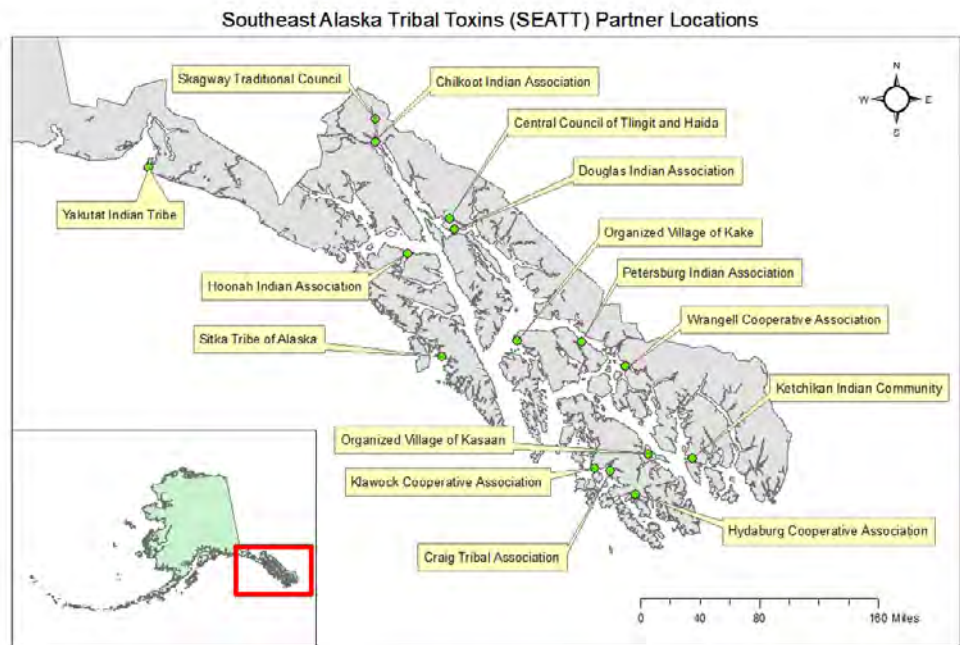 Southeast Alaska Tribal Toxins (SEATT) Partner Locations
Skagway Traditional Council
Chilkoot Indian Association
N
W
E
S
Central Council of Tlingit and Haida
Douglas Indian Association
Yakutat Indian Tribe
Organized Village of Kake
Hoonah Indian Association
Petersburg Indian Association
Wrangell Cooperative Association
Sitka Tribe of Alaska
Ketchikan Indian Community
Organized Village of Kasaan
Klawock Cooperative Association
Hydaburg Cooperative Association
Craig Tribal Association
0 40 80 160 Miles